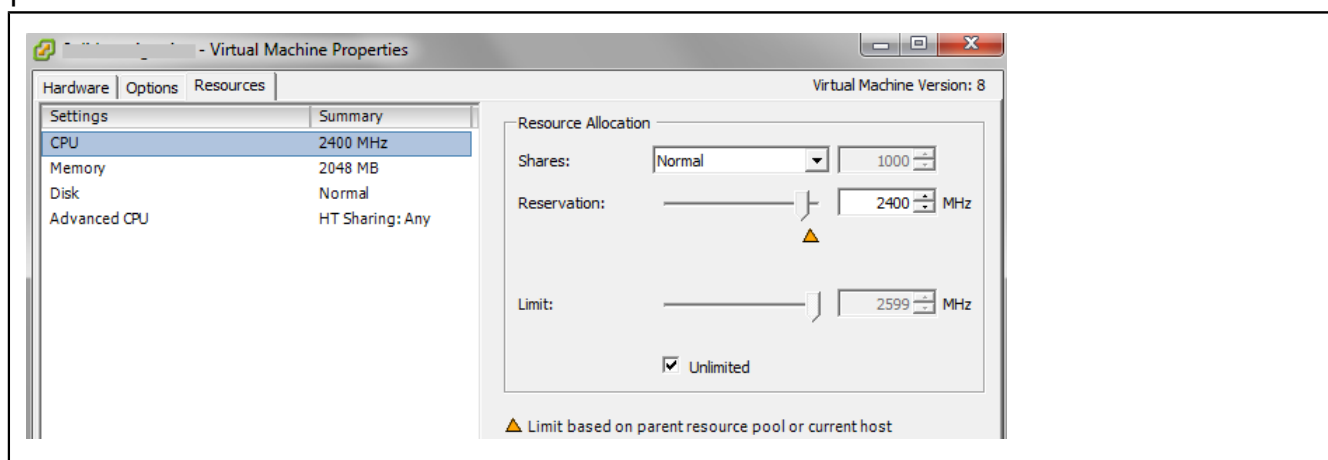 - Virtual Machine Properties
Hardware Options Resources Virtual Machine Version: 8
Settings Summary
CPU 2400 MHz
Memory 2048 MB
Disk Normal
Advanced CPU HT Sharing: Any
Resource Allocation
Shares: Normal 1000
Reservation: 2400 MHz
Limit: 2599 MHz
Unlimited
Limit based on parent resource pool or current host